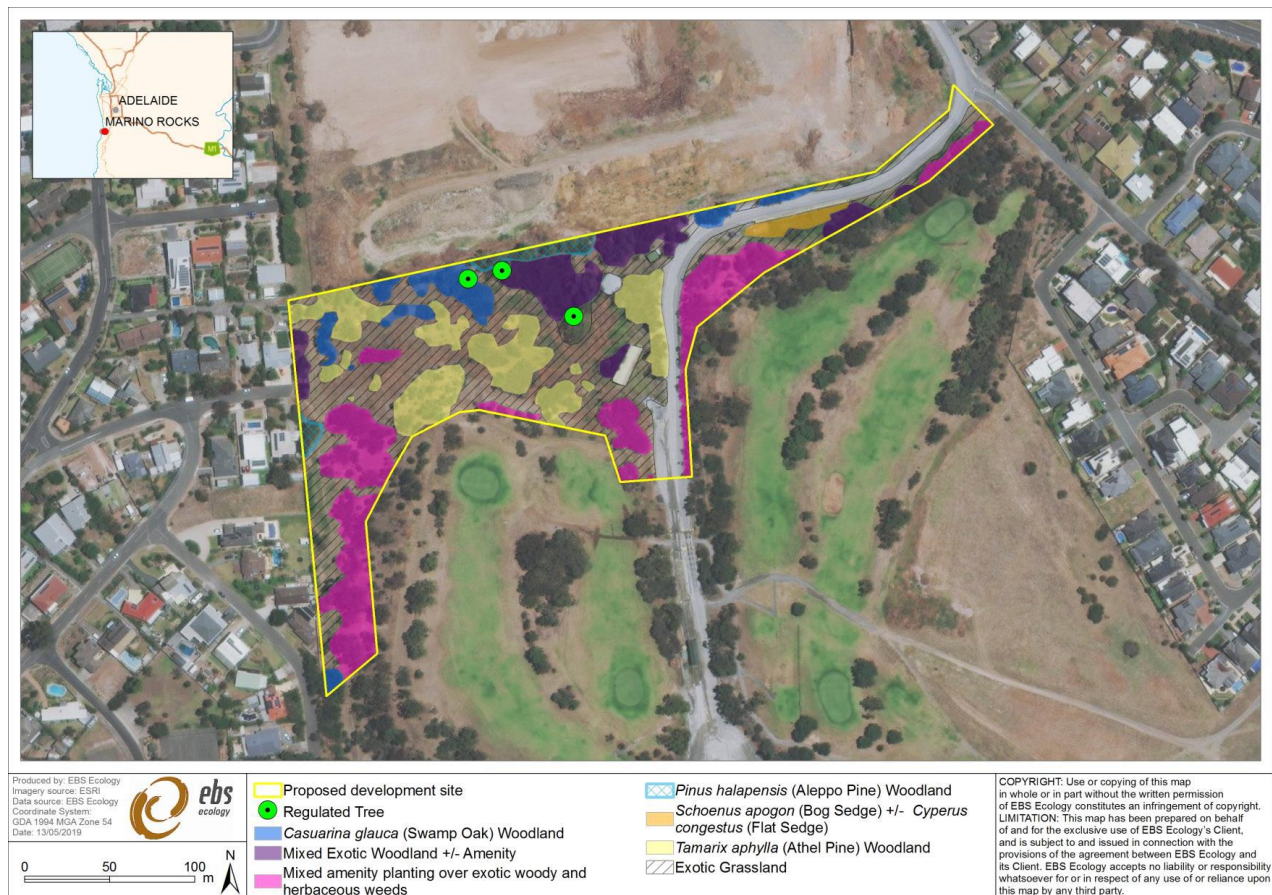 ADELAIDE
MARINO ROCKS
M1
Produced by: EBS Ecology
Imagery source: ESRI
Data source: EBS Ecology
Coordinate System:
GDA 1994 MGA Zone 54
Date: 13/05/2019
ebs
ecology
0 50 100
m
N
Proposed development site
Regulated Tree
Casuarina glauca (Swamp Oak) Woodland
Mixed Exotic Woodland +/- Amenity
Mixed amenity planting over exotic woody and
herbaceous weeds
Pinus halapensis (Aleppo Pine) Woodland
Schoenus apogon (Bog Sedge) +/- Cyperus
congestus (Flat Sedge)
Tamarix aphylla (Athel Pine) Woodland
Exotic Grassland
COPYRIGHT: Use or copying of this map
in whole or in part without the written permission
of EBS Ecology constitutes an infringement of copyright.
LIMITATION: This map has been prepared on behalf
of and for the exclusive use of EBS Ecology's Client,
and is subject to and issued in connection with the
provisions of the agreement between EBS Ecology and
its Client. EBS Ecology accepts no liability or responsibility
whatsoever for or in respect of any use of or reliance upon
this map by any third party.